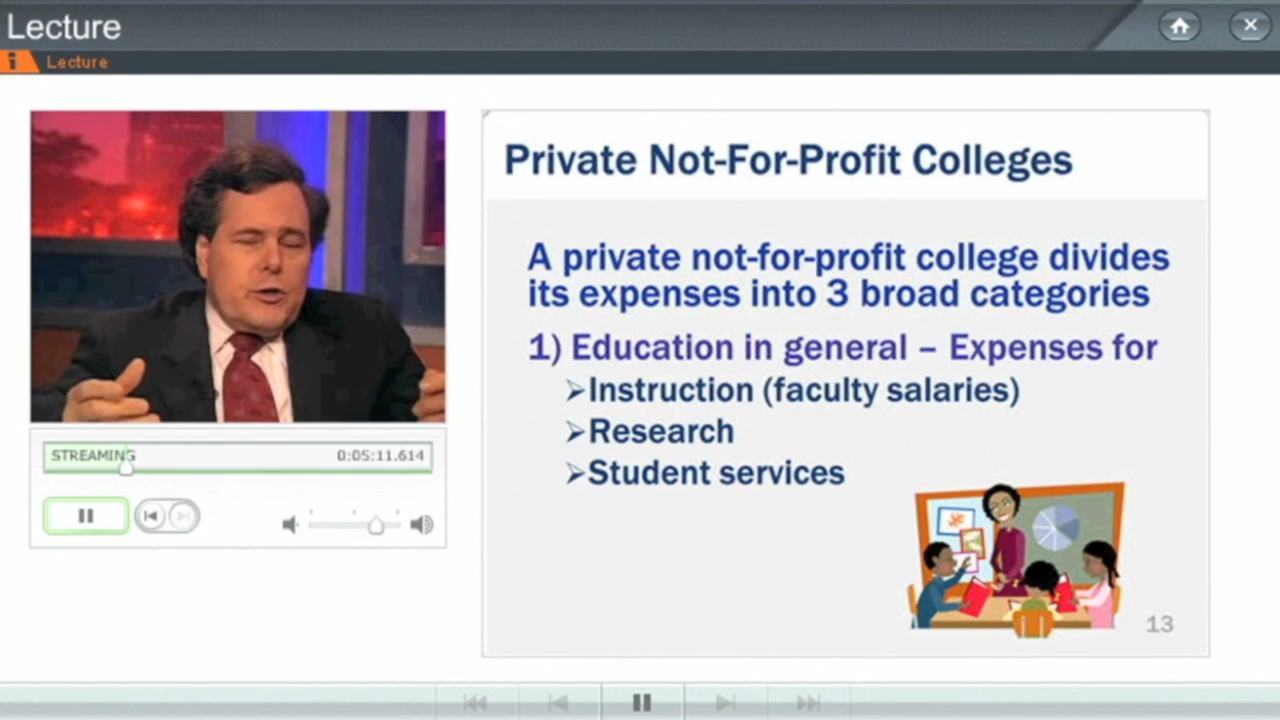 Lecture
i Lecture
Private Not-For-Profit Colleges
A private not-for-profit college divides
its expenses into 3 broad categories
1) Education in general – Expenses for
➢Instruction (faculty salaries)
➢Research
➢Student services
STREAMING 0:05:11.614
13